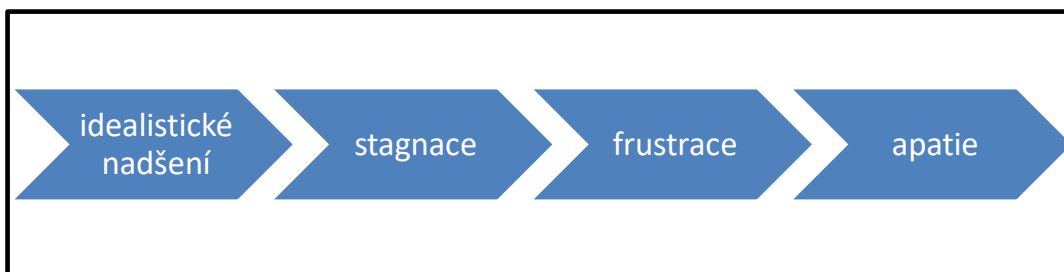 idealistické
nadšení
stagnace
frustrace
apatie